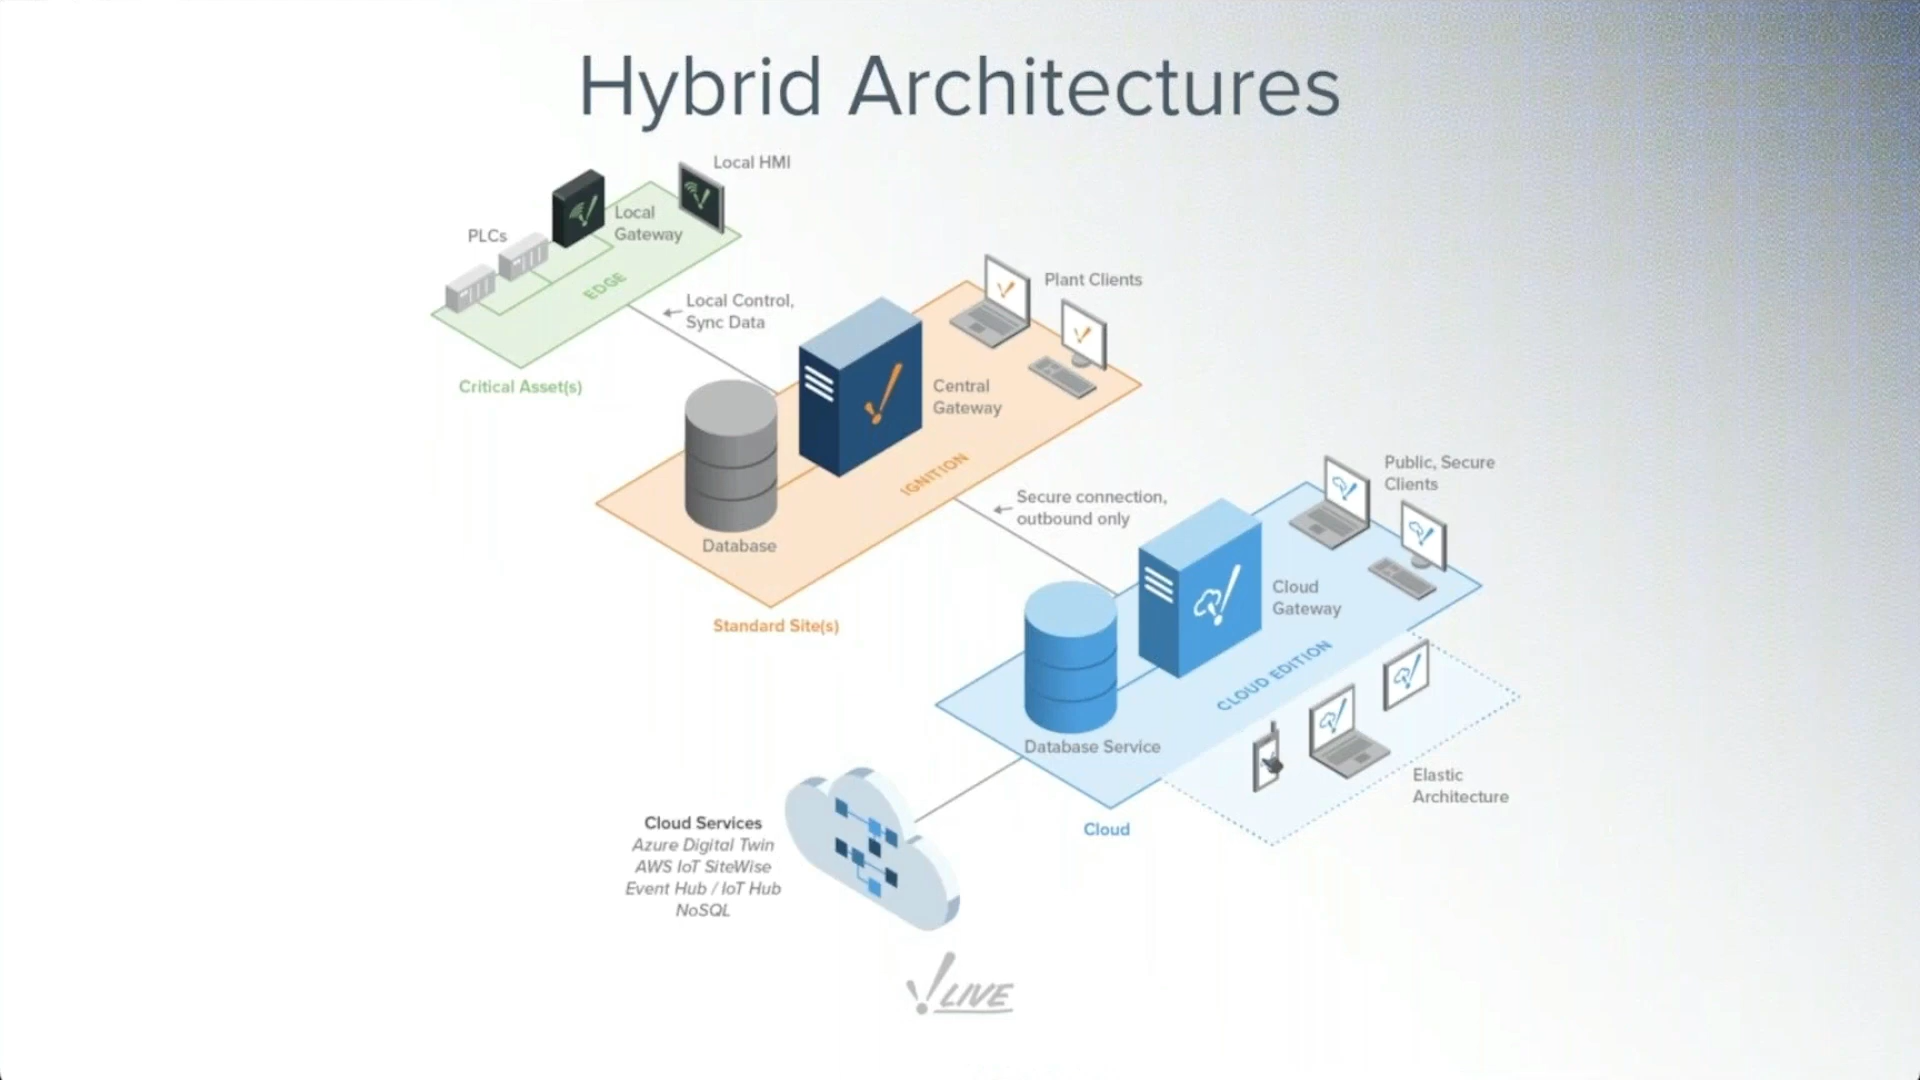 Hybrid Architectures
Local HMI
Local
Gateway
PLCs
EDGE
Local Control,
Sync Data
Critical Asset(s)
Plant Clients
Central
Gateway
IGNITION
Database
Standard Site(s)
Secure connection,
outbound only
Public, Secure
Clients
Cloud
Gateway
CLOUD EDITION
Database Service
Elastic
Architecture
Cloud
Cloud Services
Azure Digital Twin
AWS IoT SiteWise
Event Hub / IoT Hub
NoSQL
LIVE